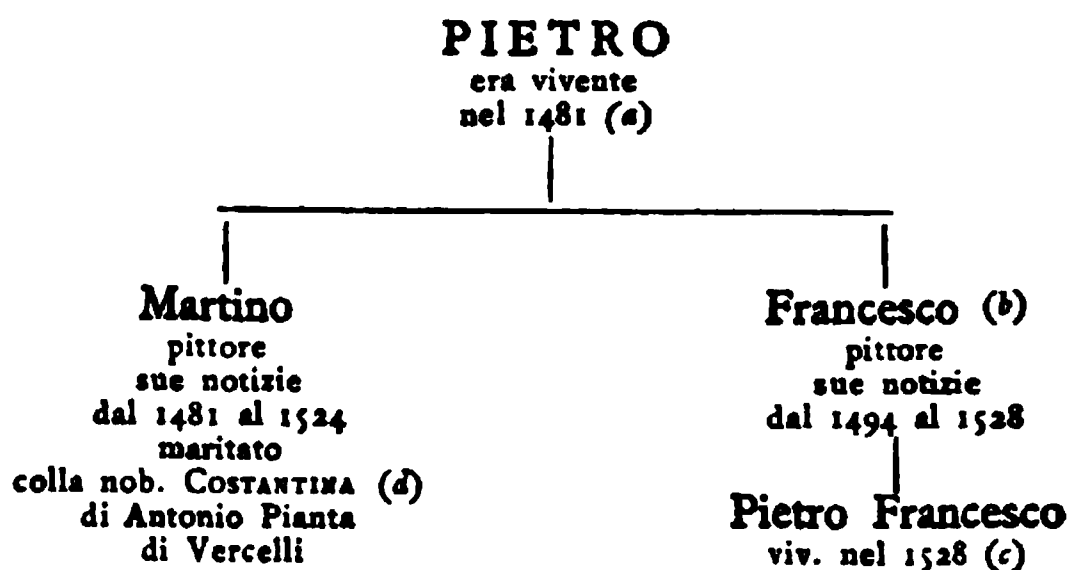 PIETRO
era vivente
nel 1481 (a)
Martino
pittore
sue notizie
dal 1481 al 1524
maritato
colla nob. COSTANTINA (d)
di Antonio Pianta
di Vercelli
Francesco (b)
pittore
sue notizie
dal 1494 al 1528
Pietro Francesco
viv. nel 1528 (c)